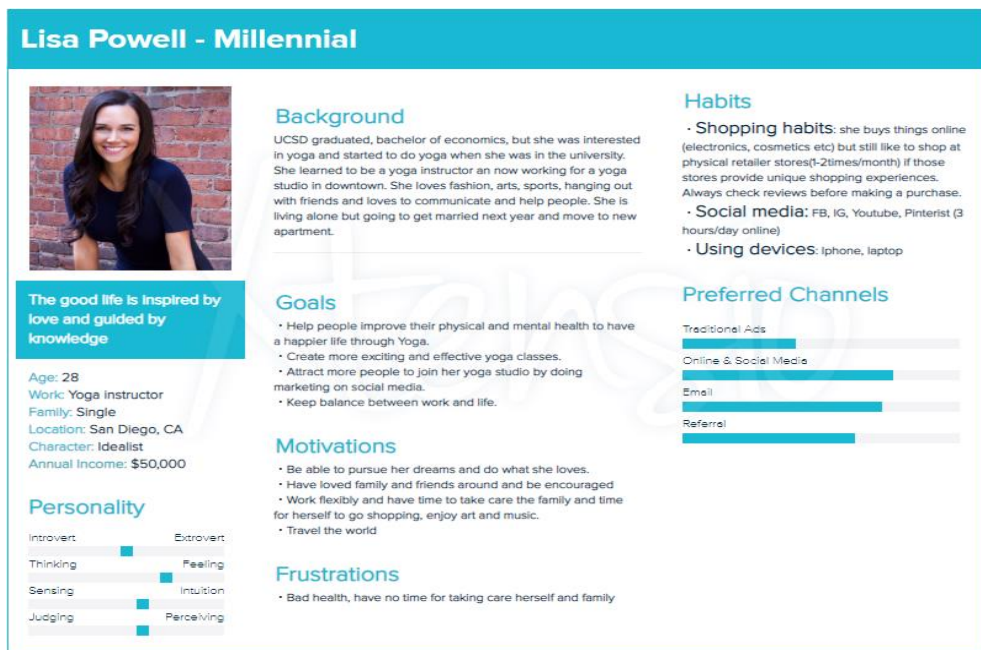 Lisa Powell - Millennial
The good life is inspired by
love and guided by
knowledge
Age: 28
Work: Yoga instructor
Family: Single
Location: San Diego, CA
Character: Idealist
Annual Income: $50,000
Personality
Introvert Extrovert
Thinking Feeling
Sensing Intuition
Judging Perceiving
Background
UCSD graduated, bachelor of economics, but she was interested
in yoga and started to do yoga when she was in the university.
She learned to be a yoga instructor an now working for a yoga
studio in downtown. She loves fashion, arts, sports, hanging out
with friends and loves to communicate and help people. She is
living alone but going to get married next year and move to new
apartment.
Goals
• Help people improve their physical and mental health to have
a happier life through Yoga.
• Create more exciting and effective yoga classes.
• Attract more people to join her yoga studio by doing
marketing on social media.
• Keep balance between work and life.
Motivations
• Be able to pursue her dreams and do what she loves.
• Have loved family and friends around and be encouraged
• Work flexibly and have time to take care the family and time
for herself to go shopping, enjoy art and music.
• Travel the world
Frustrations
• Bad health, have no time for taking care herself and family
Habits
• Shopping habits: she buys things online
(electronics, cosmetics etc) but still like to shop at
physical retailer stores(1-2times/month) if those
stores provide unique shopping experiences.
Always check reviews before making a purchase.
• Social media: FB, IG, Youtube, Pinterist (3
hours/day online)
• Using devices: Iphone, laptop
Preferred Channels
Traditional Ads
Online & Social Media
Email
Referral
Xtensio